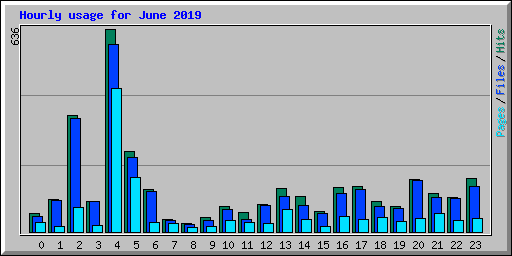 Hourly usage for June 2019
636
Pages/Files/Hits
0 1 2 3 4 5 6 7 8 9 10 11 12 13 14 15 16 17 18 19 20 21 22 23